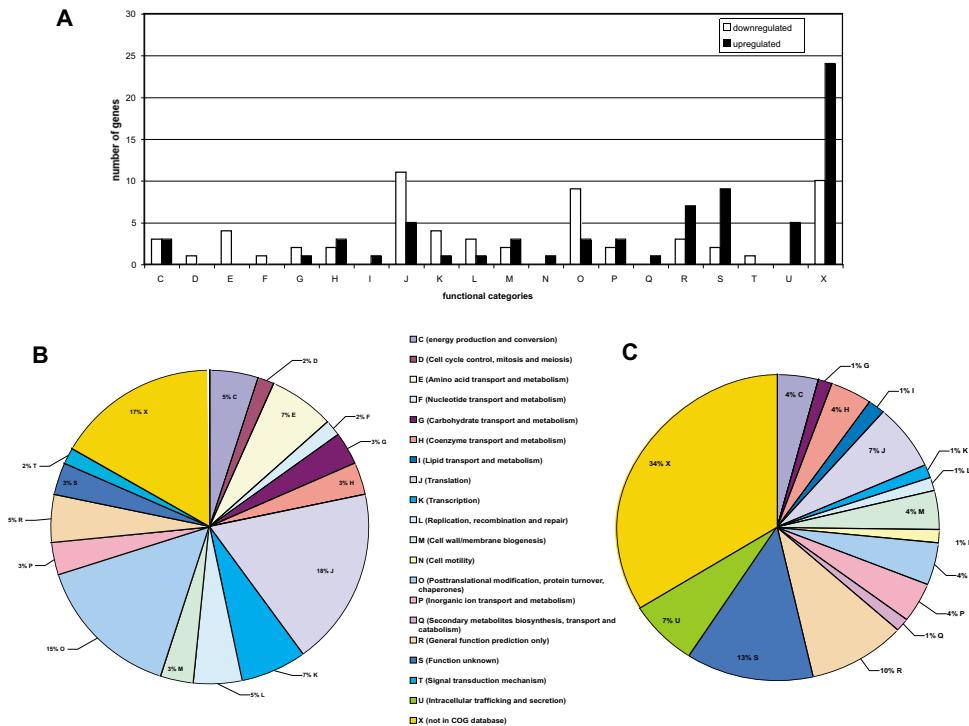 A
30
25
20
15
10
5
0
number of genes
downregulated
upregulated
C D E F G H I J K L M N O P Q R S T U X
functional categories
B
2% D
5% C
7% E
2% F
3% G
3% H
18% J
7% K
5% L
3% M
15% O
3% P
5% R
3% S
2% T
17% X
C (energy production and conversion)
D (Cell cycle control, mitosis and meiosis)
E (Amino acid transport and metabolism)
F (Nucleotide transport and metabolism)
G (Carbohydrate transport and metabolism)
H (Coenzyme transport and metabolism)
I (Lipid transport and metabolism)
J (Translation)
K (Transcription)
L (Replication, recombination and repair)
M (Cell wall/membrane biogenesis)
N (Cell motility)
O (Posttranslational modification, protein turnover,
chaperones)
P (Inorganic ion transport and metabolism)
Q (Secondary metabolites biosynthesis, transport and
catabolism)
R (General function prediction only)
S (Function unknown)
T (Signal transduction mechanism)
U (Intracellular trafficking and secretion)
X (not in COG database)
C
4% C
1% G
4% H
1% I
7% J
1% K
1% L
4% M
1%
4%
4% P
1% Q
10% R
13% S
7% U
34% X